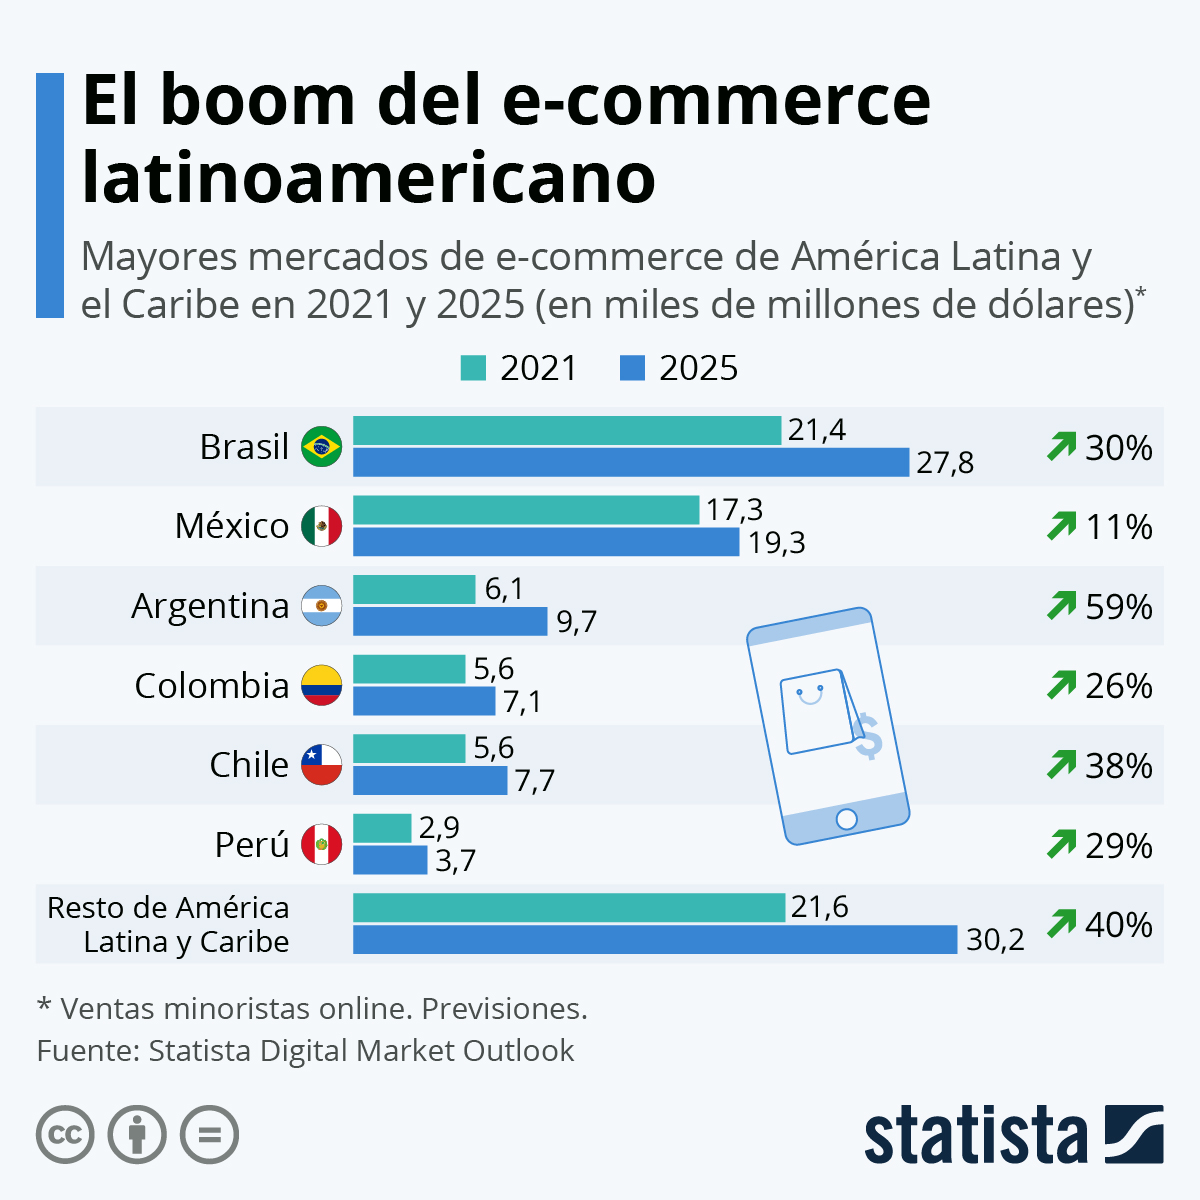 El boom del e-commerce
latinoamericano
Mayores mercados de e-commerce de América Latina y
el Caribe en 2021 y 2025 (en miles de millones de dólares)*
2021 2025
Brasil 21,4 27,8 30%
México 17,3 19,3 11%
Argentina 6,1 9,7 59%
Colombia 5,6 7,1 26%
Chile 5,6 7,7 38%
Perú 2,9 3,7 29%
Resto de América
Latina y Caribe 21,6 30,2 40%
$
* Ventas minoristas online. Previsiones.
Fuente: Statista Digital Market Outlook
cc =
statista